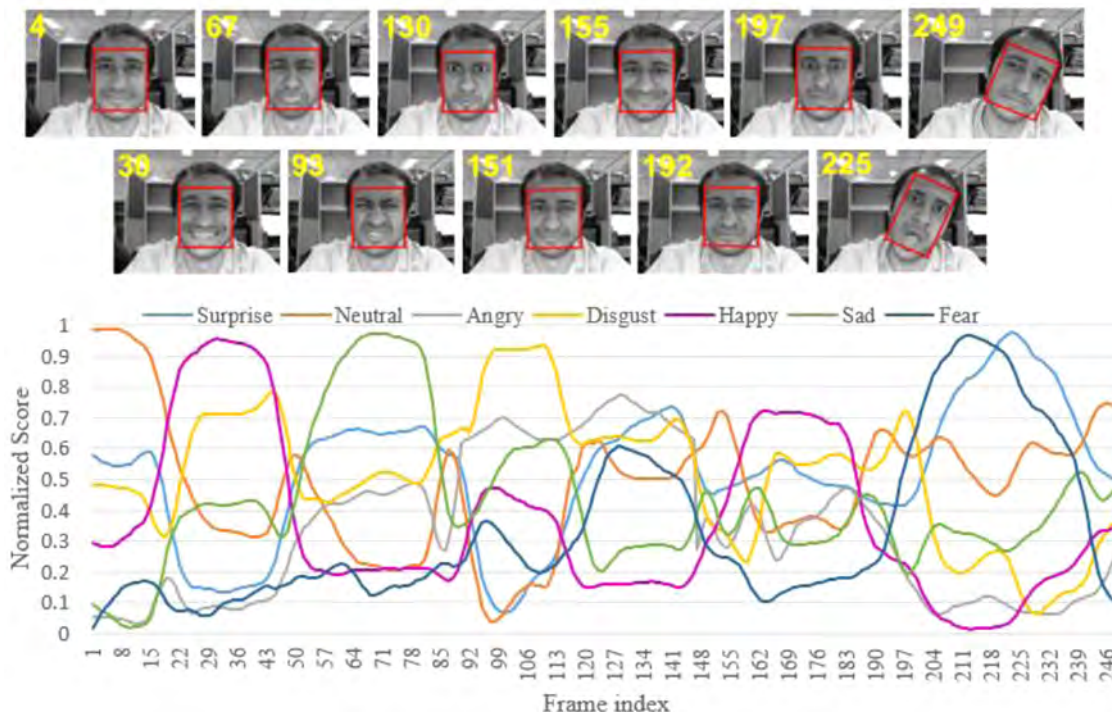 4 67 130 155 197 249
30 93 151 192 225
Surprise Neutral Angry Disgust Happy Sad Fear
1
0.9
0.8
0.7
0.6
0.5
0.4
0.3
0.2
0.1
0
Normalized Score
1 8 15 22 29 36 43 50 57 64 71 78 85 92 99 106 113 120 127 134 141 148 155 162 169 176 183 190 197 204 211 218 225 232 239 246
Frame index